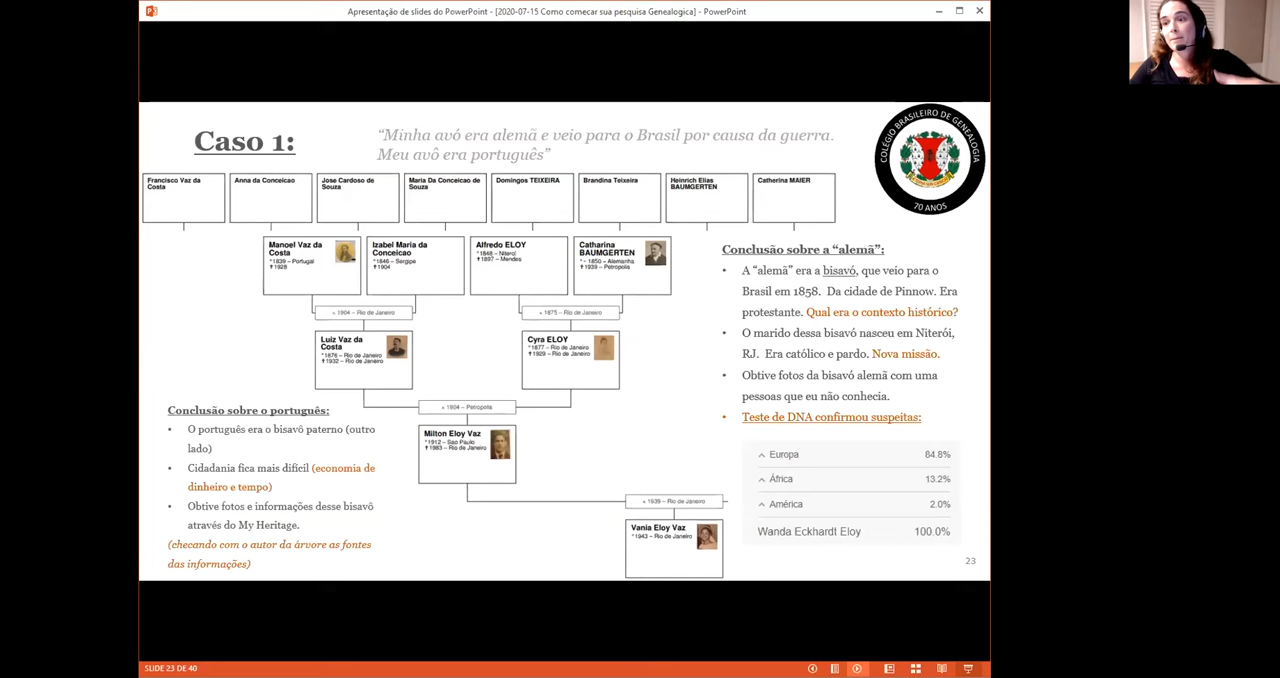 Apresentação de slides do PowerPoint - [2020-07-15 Como comecar sua pesquisa Genealogica] - PowerPoint
Caso 1:
“Minha avó era alemã e veio para o Brasil por causa da guerra.
Meu avô era português”
COLÉGIO BRASILEIRO DE GENEALOGIA
70 ANOS
Francisco Vaz da
Costa
Anna da Conceicao
Jose Cardoso de
Souza
Maria Da Conceicao de
Souza
Domingos TEIXEIRA
Brandina Teixeira
Heinrich Elias
BAUMGERTEN
Catherina MAIER
Manoel Vaz da
Costa
*1839 – Portugal
✝1928
Izabel Maria da
Conceicao
*1846 – Sergipe
✝1904
Alfredo ELOY
*1848 – Niteroi
✝1897 – Mendes
Catharina
BAUMGERTEN
*~ 1850 – Alemanha
✝1939 – Petropolis
⚭ 1904 – Rio de Janeiro
⚭ 1875 – Rio de Janeiro
Luiz Vaz da
Costa
*1876 – Rio de Janeiro
✝1932 – Rio de Janeiro
Cyra ELOY
*1877 – Rio de Janeiro
✝1929 – Rio de Janeiro
⚭ 1904 – Petropolis
Milton Eloy Vaz
*1912 – Sao Paulo
✝1983 – Rio de Janeiro
⚭ 1939 – Rio de Janeiro
Vania Eloy Vaz
*1943 – Rio de Janeiro
Conclusão sobre o português:
• O português era o bisavô paterno (outro
lado)
• Cidadania fica mais difícil (economia de
dinheiro e tempo)
• Obtive fotos e informações desse bisavô
através do My Heritage.
(checando com o autor da árvore as fontes
das informações)
Conclusão sobre a “alemã”:
• A “alemã” era a bisavó, que veio para o
Brasil em 1858. Da cidade de Pinnow. Era
protestante. Qual era o contexto histórico?
• O marido dessa bisavó nasceu em Niterói,
RJ. Era católico e pardo. Nova missão.
• Obtive fotos da bisavó alemã com uma
pessoas que eu não conhecia.
• Teste de DNA confirmou suspeitas:
Europa 84.8%
África 13.2%
América 2.0%
Wanda Eckhardt Eloy 100.0%
23
SLIDE 23 DE 40